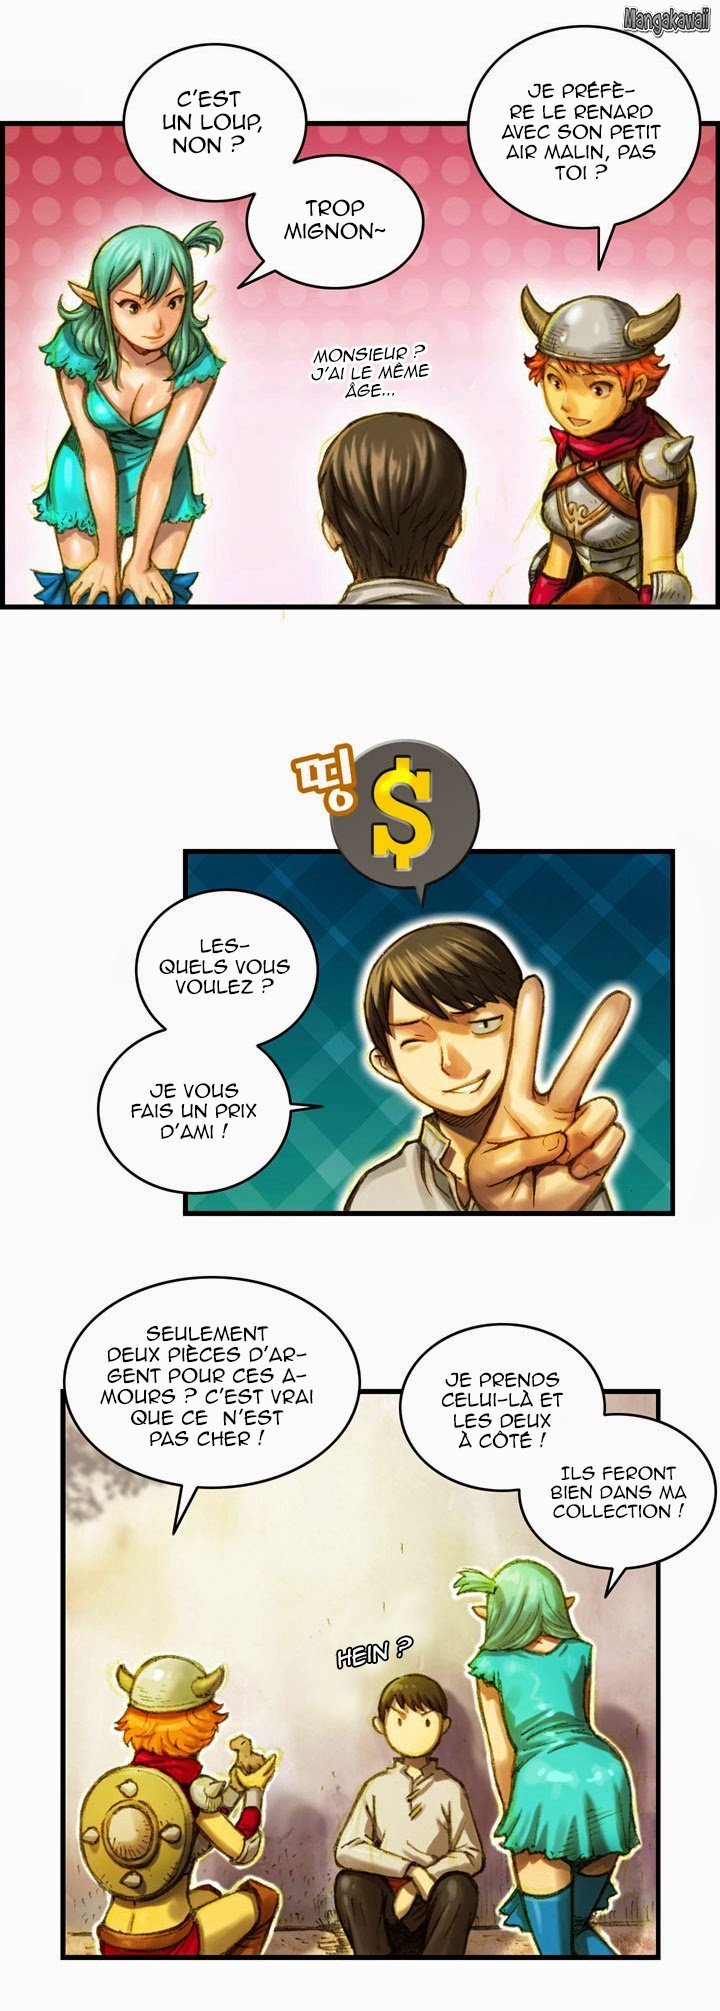 Mangakawaii
C'EST
UN LOUP,
NON ?
JE PRÉFÈ-
RE LE RENARD
AVEC SON PETIT
AIR MALIN, PAS
TOI ?
TROP
MIGNON~
MONSIEUR ?
J'AI LE MÊME
ÂGE...
띵
$
LES-
QUELS VOUS
VOULEZ ?
JE VOUS
FAIS UN PRIX
D'AMI !
SEULEMENT
DEUX PIÈCES D'AR-
GENT POUR CES A-
MOURS ? C'EST VRAI
QUE CE N'EST
PAS CHER !
JE PRENDS
CELUI-LÀ ET
LES DEUX
À CÔTÉ !
ILS FERONT
BIEN DANS MA
COLLECTION !
HEIN ?